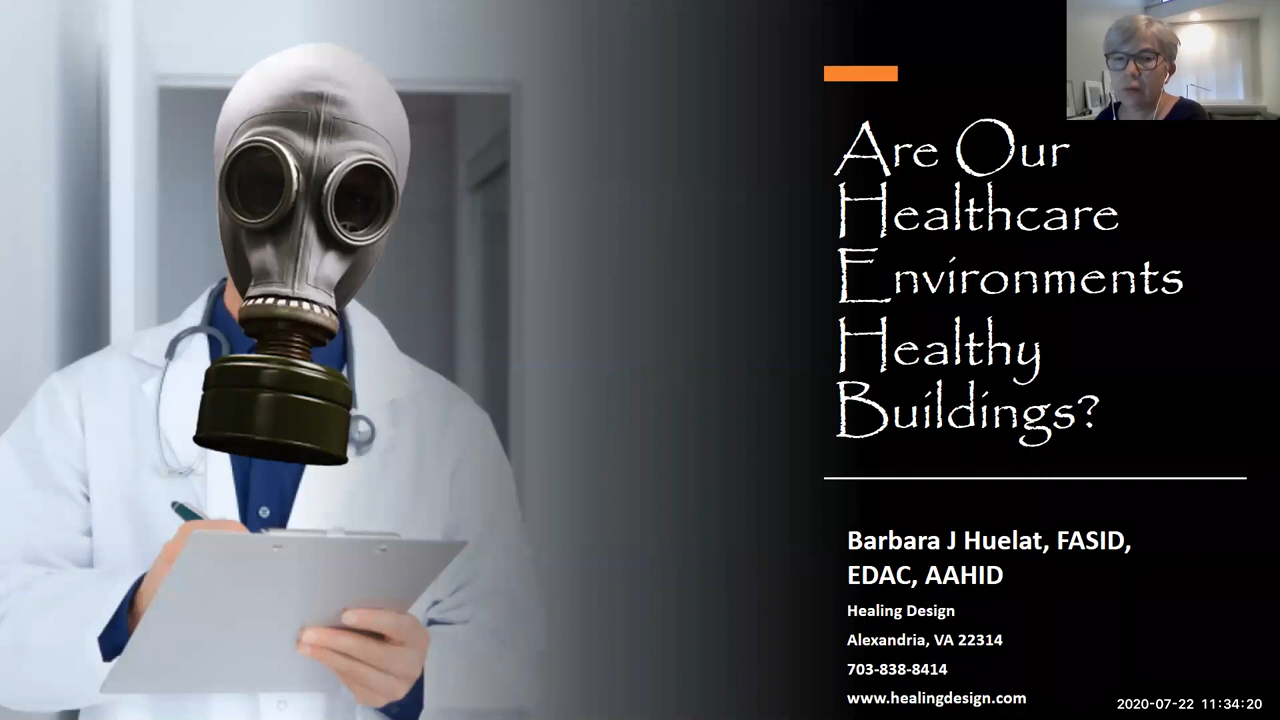 Are Our
Healthcare
Environments
Healthy
Buildings?
Barbara J Huelat, FASID,
EDAC, AAHID
Healing Design
Alexandria, VA 22314
703-838-8414
www.healingdesign.com
2020-07-22 11:34:20